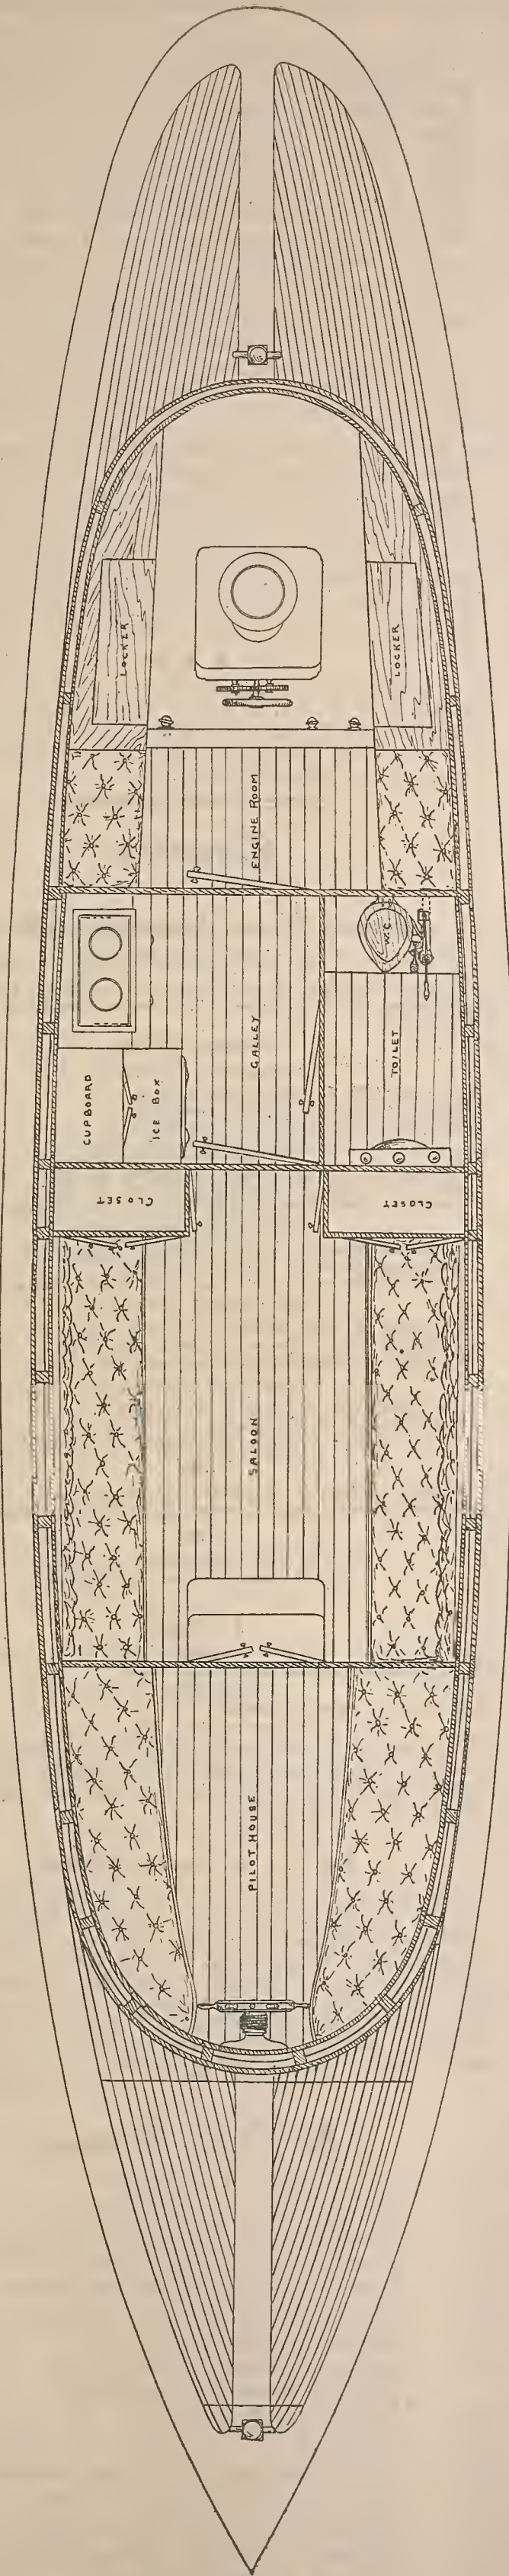 LOCKER
LOCKER
ENGINE ROOM
W.C.
GALLEY
TOILET
CUPBOARD
ICE BOX
CLOSET
CLOSET
SALOON
PILOT HOUSE